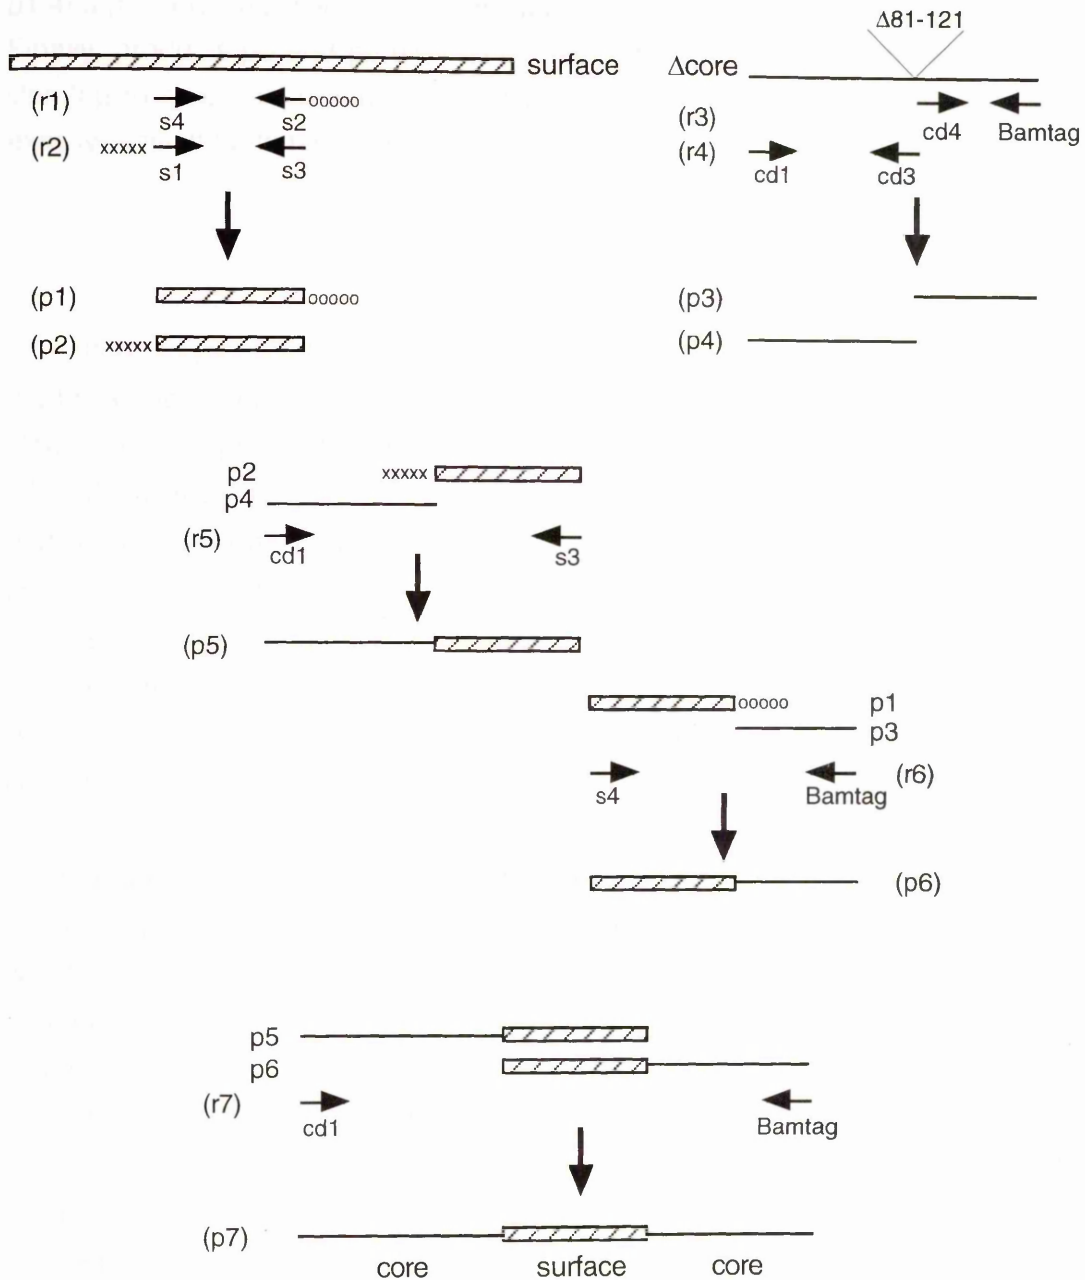 Δ81-121
surface
Δcore
(r1)
s4
s2
ooooo
(r2)
xxxxx
s1
s3
(r3)
cd4
Bamtag
(r4)
cd1
cd3
(p1)
ooooo
(p2)
xxxxx
(p3)
(p4)
p2
xxxxx
p4
(r5)
cd1
s3
(p5)
ooooo
p1
p3
s4
Bamtag
(r6)
(p6)
p5
p6
(r7)
cd1
Bamtag
(p7)
core
surface
core